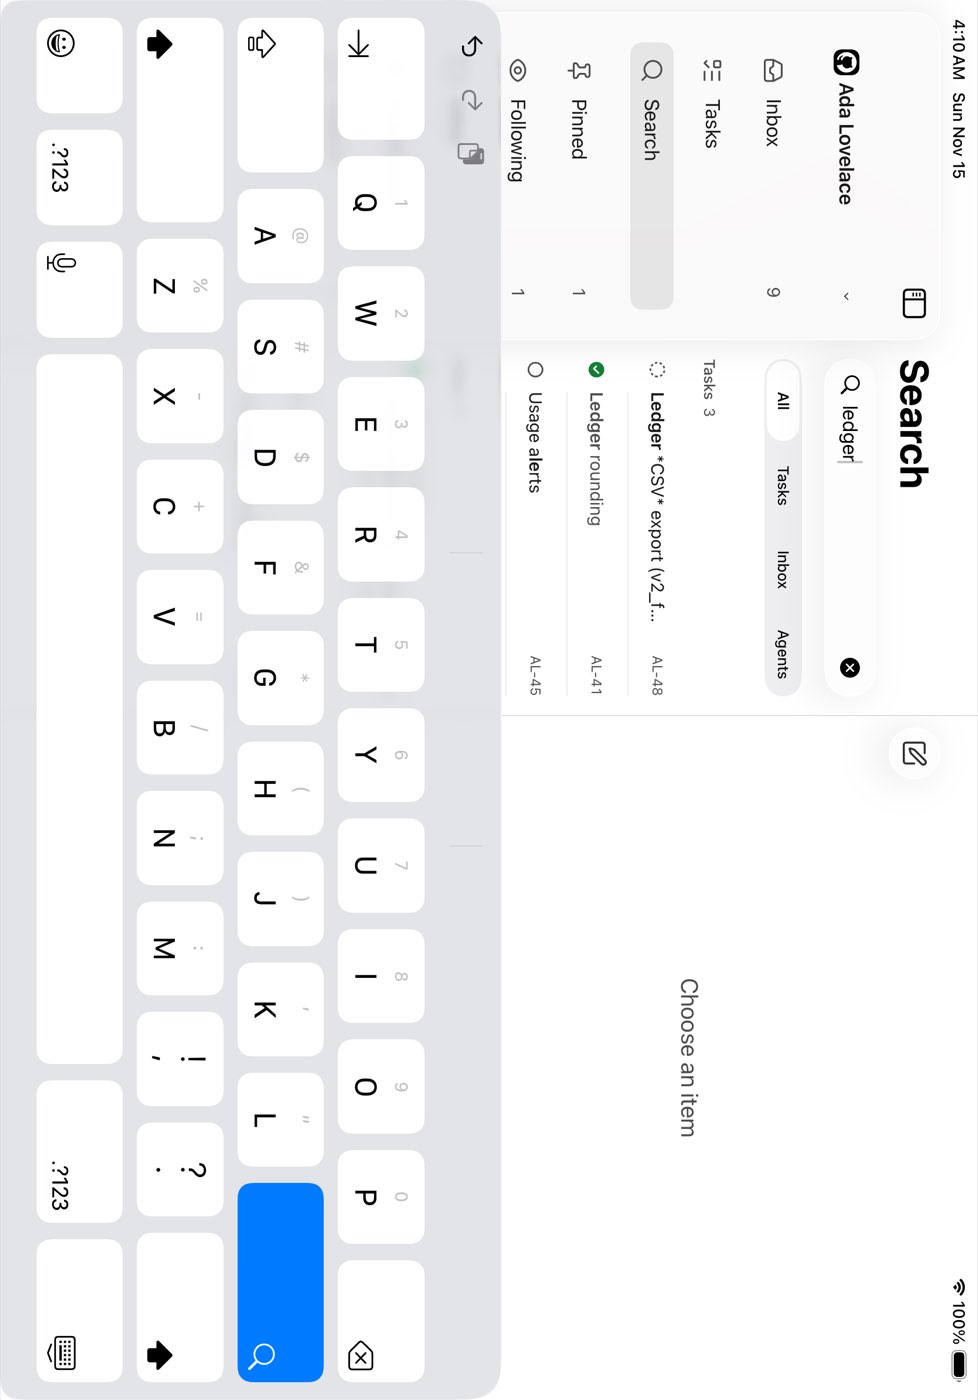 4:10 AM Sun Nov 15
100%
Ada Lovelace
Inbox 9
Tasks
Search
Pinned 1
Following 1
Search
ledger
All Tasks Inbox Agents
Tasks 3
Ledger *CSV* export (v2_f... AL-48
Ledger rounding AL-41
Usage alerts AL-45
Choose an item
1 2 3 4 5 6 7 8 9 0
Q W E R T Y U I O P
@ # $ & * ( ) ' "
A S D F G H J K L
% - + = / ; : ! ?
Z X C V B N M , .
.?123 .?123